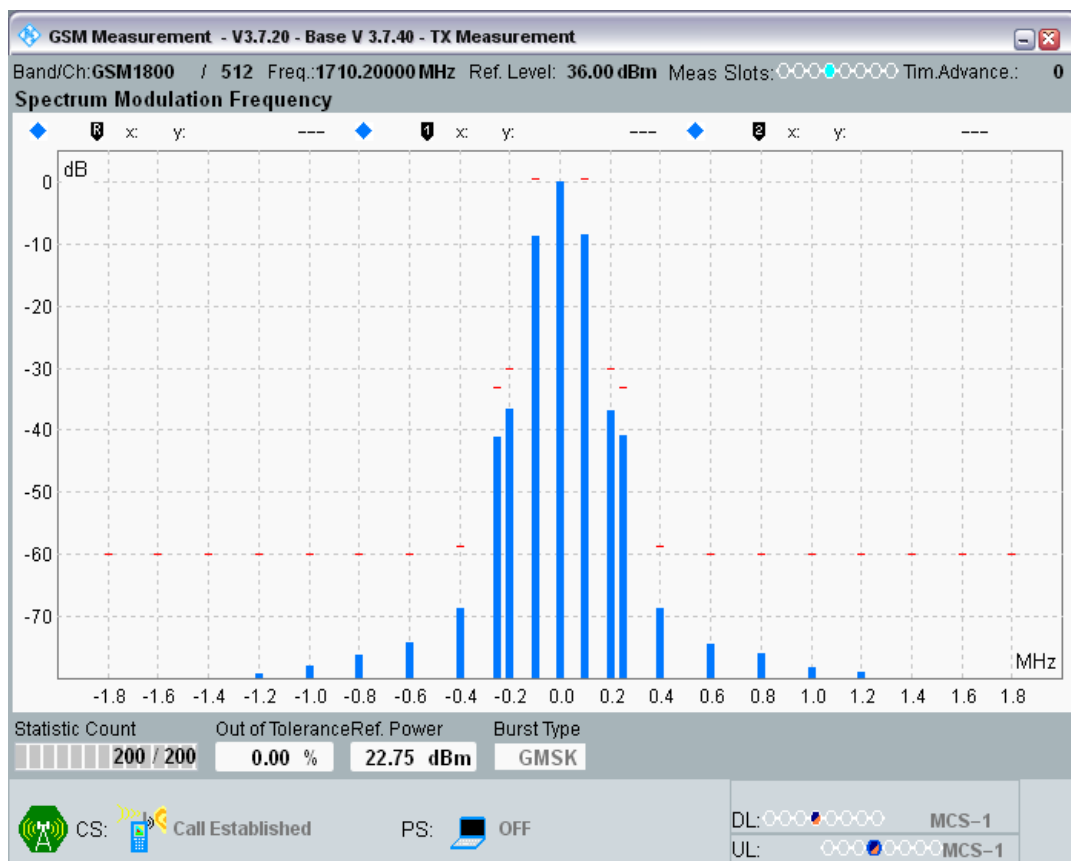 GSM Measurement - V3.7.20 - Base V 3.7.40 - TX Measurement
Band/Ch:GSM1800 / 512 Freq.:1710.20000 MHz Ref. Level: 36.00 dBm Meas Slots: Tim.Advance.: 0
Spectrum Modulation Frequency
R x: y: --- 1 x: y: --- 2 x: y: ---
dB
0
-10
-20
-30
-40
-50
-60
-70
MHz
-1.8 -1.6 -1.4 -1.2 -1.0 -0.8 -0.6 -0.4 -0.2 0.0 0.2 0.4 0.6 0.8 1.0 1.2 1.4 1.6 1.8
Statistic Count Out of Tolerance Ref. Power Burst Type
200 / 200 0.00 % 22.75 dBm GMSK
CS: Call Established PS: OFF DL: MCS-1
UL: MCS-1